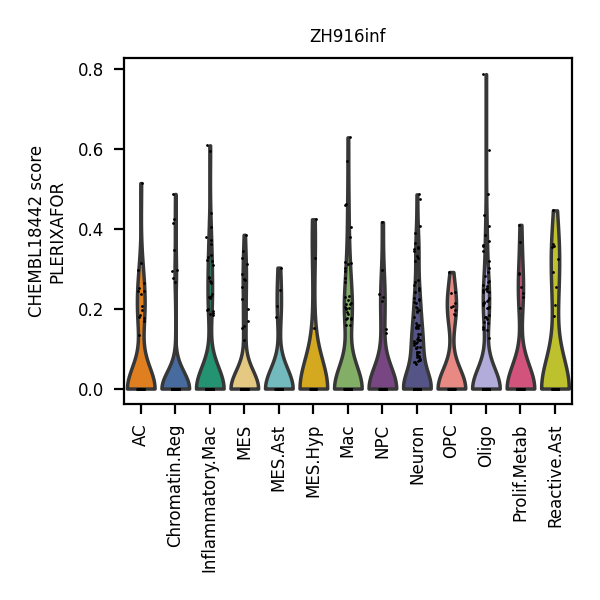 ZH916inf
CHEMBL18442 score
PLERIXAFOR
0.8
0.6
0.4
0.2
0.0
AC
Chromatin.Reg
Inflammatory.Mac
MES
MES.Ast
MES.Hyp
Mac
NPC
Neuron
OPC
Oligo
Prolif.Metab
Reactive.Ast